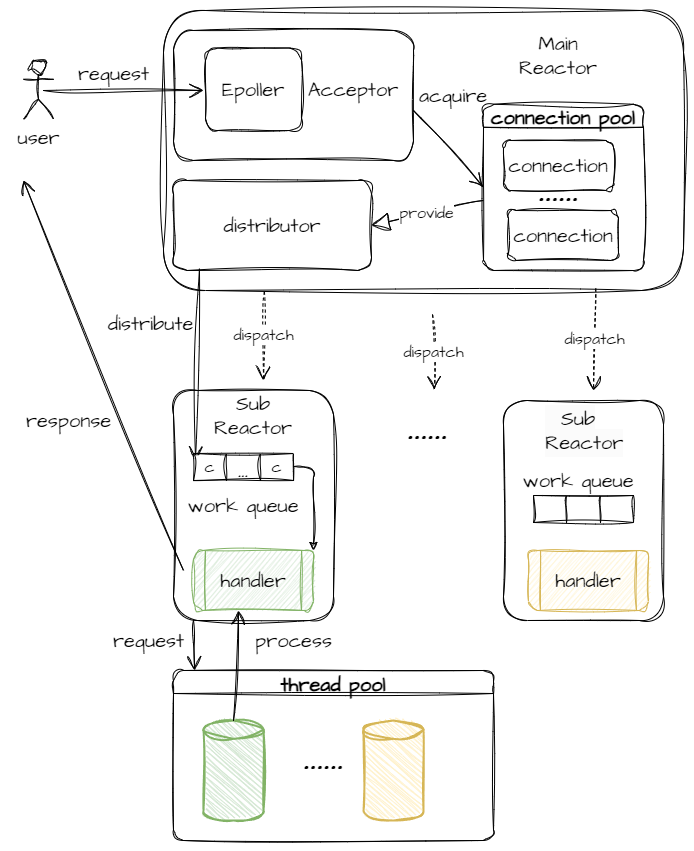 Main
Reactor
request
Epoller
Acceptor
acquire
user
connection pool
connection
......
connection
distributor
provide
distribute
dispatch
dispatch
dispatch
response
Sub
Reactor
......
Sub
Reactor
c ... c
work queue
work queue
handler
handler
request
process
thread pool
......